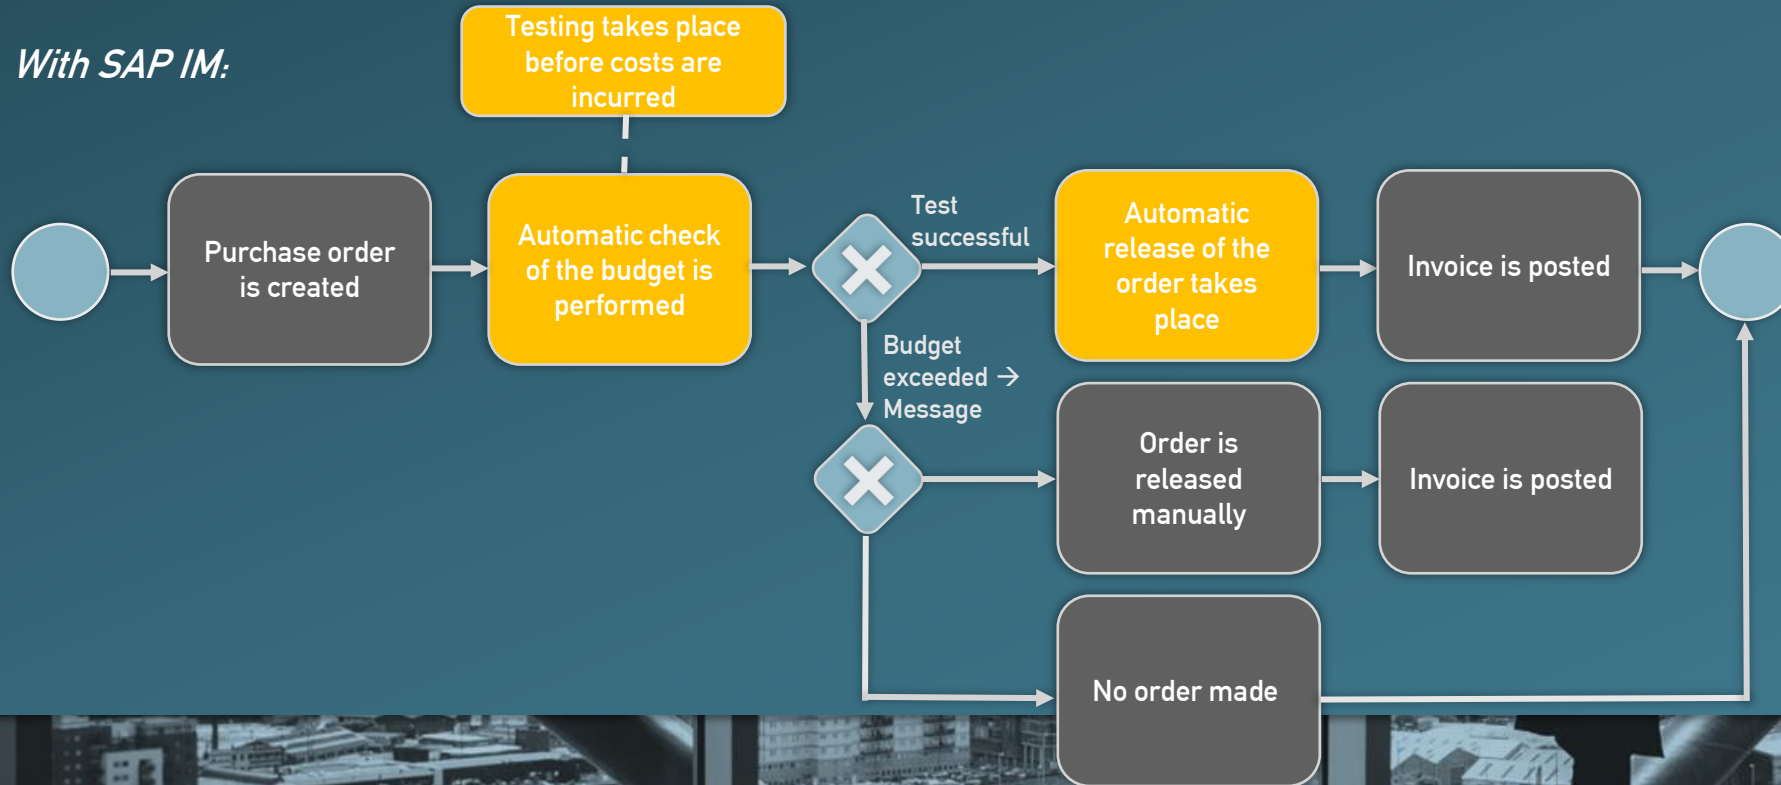 With SAP IM:
Testing takes place
before costs are
incurred
Purchase order
is created
Automatic check
of the budget is
performed
Test
successful
Automatic
release of the
order takes
place
Invoice is posted
Budget
exceeded →
Message
Order is
released
manually
Invoice is posted
No order made